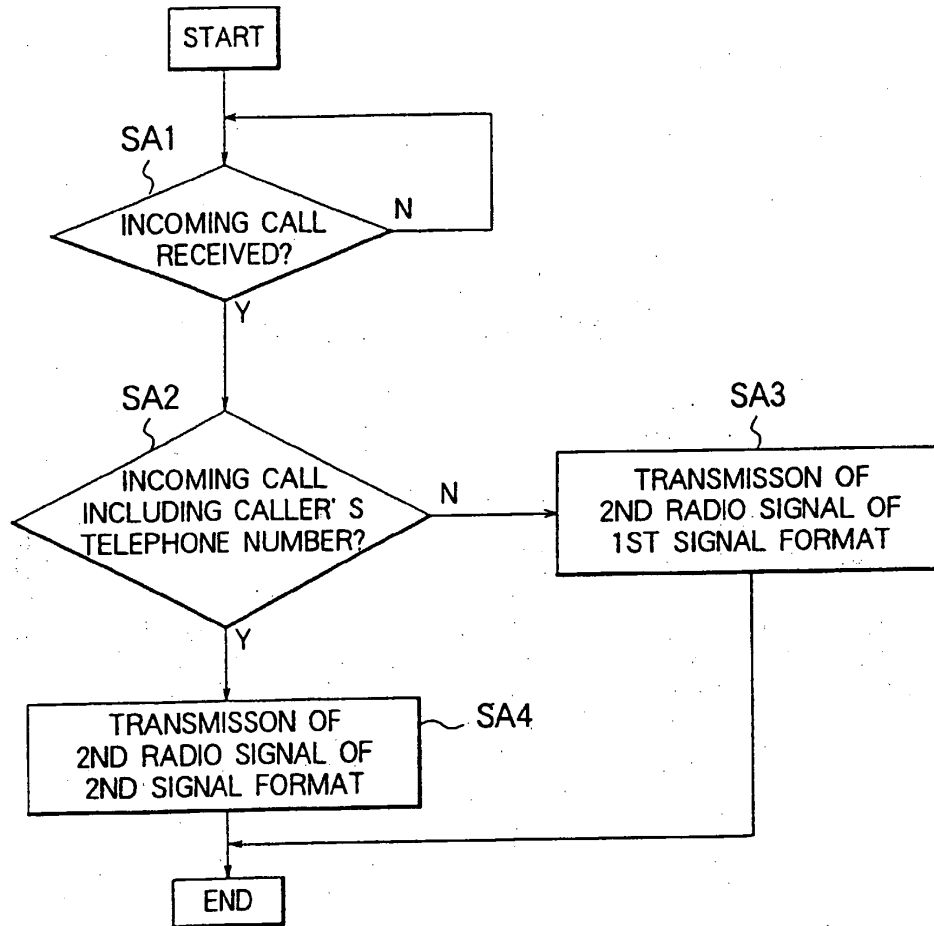 START
SA1
INCOMING CALL
RECEIVED?
N
Y
SA2
INCOMING CALL
INCLUDING CALLER'S
TELEPHONE NUMBER?
N
Y
SA3
TRANSMISSON OF
2ND RADIO SIGNAL OF
1ST SIGNAL FORMAT
TRANSMISSON OF
2ND RADIO SIGNAL OF
2ND SIGNAL FORMAT
SA4
END